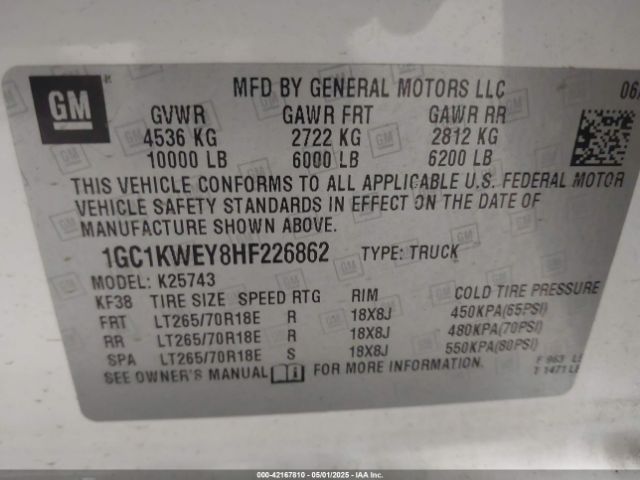 GM
MFD BY GENERAL MOTORS LLC
GVWR GAWR FRT GAWR RR
4536 KG 2722 KG 2812 KG
10000 LB 6000 LB 6200 LB
THIS VEHICLE CONFORMS TO ALL APPLICABLE U.S. FEDERAL MOTOR
VEHICLE SAFETY STANDARDS IN EFFECT ON THE DATE OF
MANUFACTURE SHOWN ABOVE.
1GC1KWEY8HF226862 TYPE: TRUCK
MODEL: K25743
KF38 TIRE SIZE SPEED RTG RIM COLD TIRE PRESSURE
FRT LT265/70R18E R 18X8J 450KPA(65PSI)
RR LT265/70R18E R 18X8J 480KPA(70PSI)
SPA LT265/70R18E S 18X8J 550KPA(80PSI)
SEE OWNER'S MANUAL FOR MORE INFORMATION.
000-42167810 - 05/01/2025 - IAA Inc.